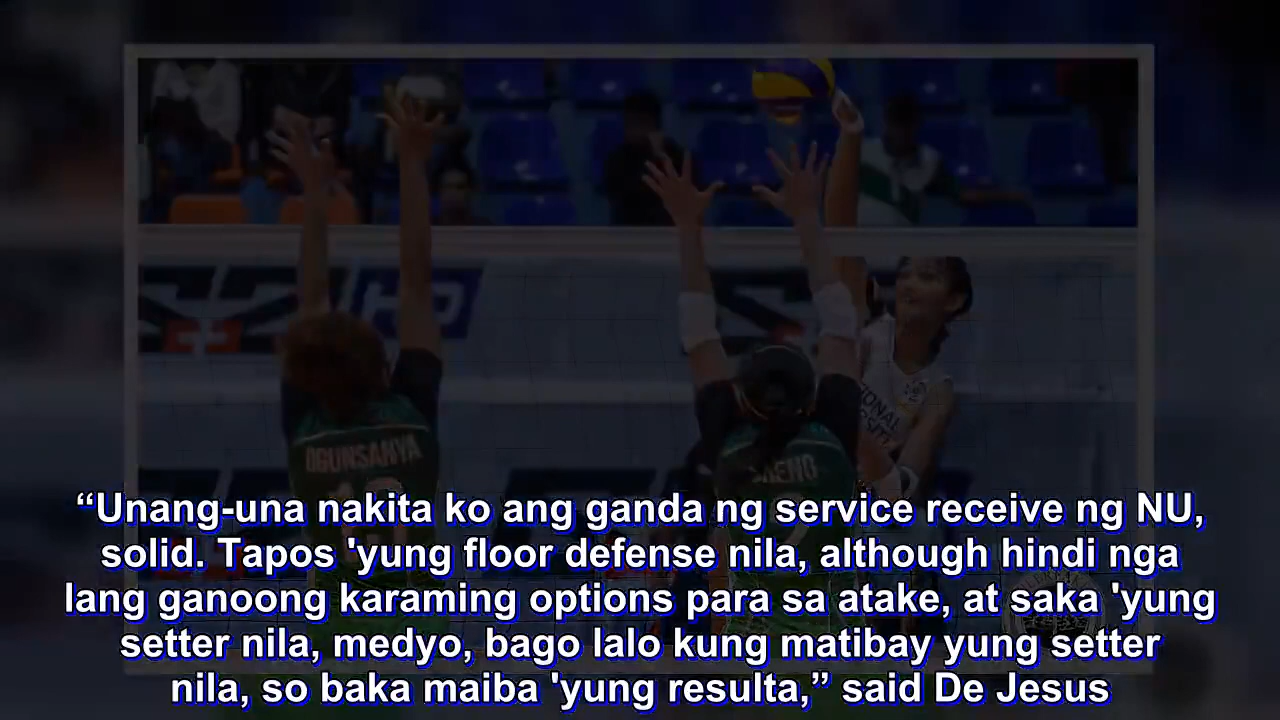 HP
OGUNSANYA
“Unang-una nakita ko ang ganda ng service receive ng NU,
solid. Tapos 'yung floor defense nila, although hindi nga
lang ganoong karaming options para sa atake, at saka 'yung
setter nila, medyo, bago lalo kung matibay yung setter
nila, so baka maiba 'yung resulta,” said De Jesus